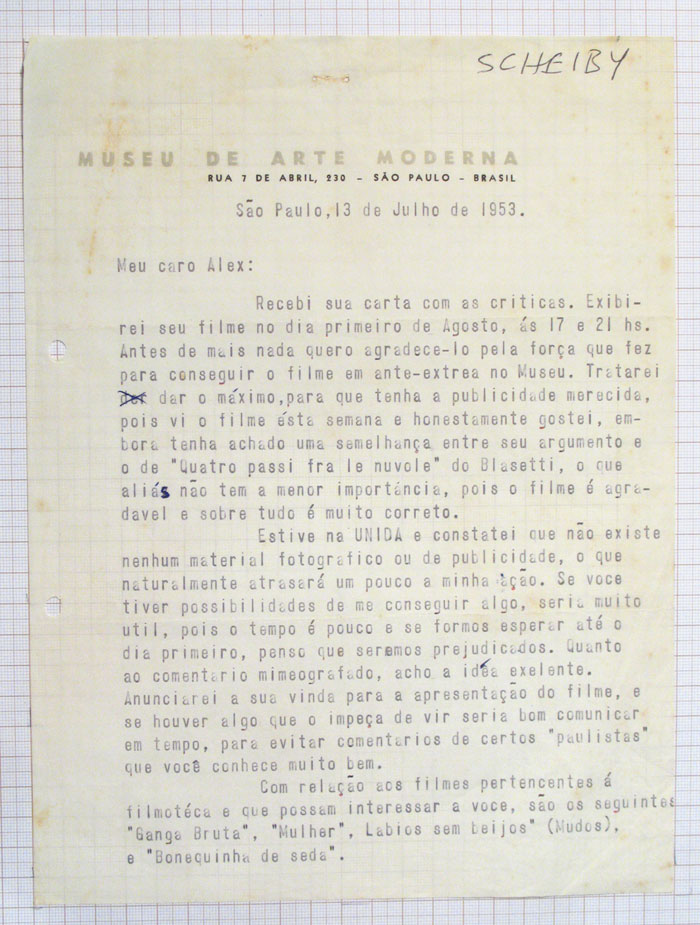 SCHEIBY
MUSEU DE ARTE MODERNA
RUA 7 DE ABRIL, 230 - SÃO PAULO - BRASIL
São Paulo,13 de Julho de 1953.
Meu caro Alex:
Recebi sua carta com as criticas. Exibi-
rei seu filme no dia primeiro de Agosto, ás 17 e 21 hs.
Antes de mais nada quero agradece-lo pela força que fez
para conseguir o filme em ante-extrea no Museu. Tratarei
dar o máximo,para que tenha a publicidade merecida,
pois vi o filme ésta semana e honestamente gostei, em-
bora tenha achado uma semelhança entre seu argumento e
o de "Quatro passi fra le nuvole" do Blasetti, o que
aliás não tem a menor importância, pois o filme é agra-
davel e sobre tudo é muito correto.
Estive na UNIDA e constatei que não existe
nenhum material fotografico ou de publicidade, o que
naturalmente atrasará um pouco a minha ação. Se voce
tiver possibilidades de me conseguir algo, seria muito
util, pois o tempo é pouco e se formos esperar até o
dia primeiro, penso que seremos prejudicados. Quanto
ao comentario mimeografado, acho a idéa exelente.
Anunciarei a sua vinda para a apresentação do filme, e
se houver algo que o impeça de vir seria bom comunicar
em tempo, para evitar comentarios de certos "paulistas"
que você conhece muito bem.
Com relação aos filmes pertencentes á
filmotéca e que possam interessar a voce, são os seguintes
"Ganga Bruta", "Mulher", Labios sem beijos" (Mudos),
e "Bonequinha de seda".